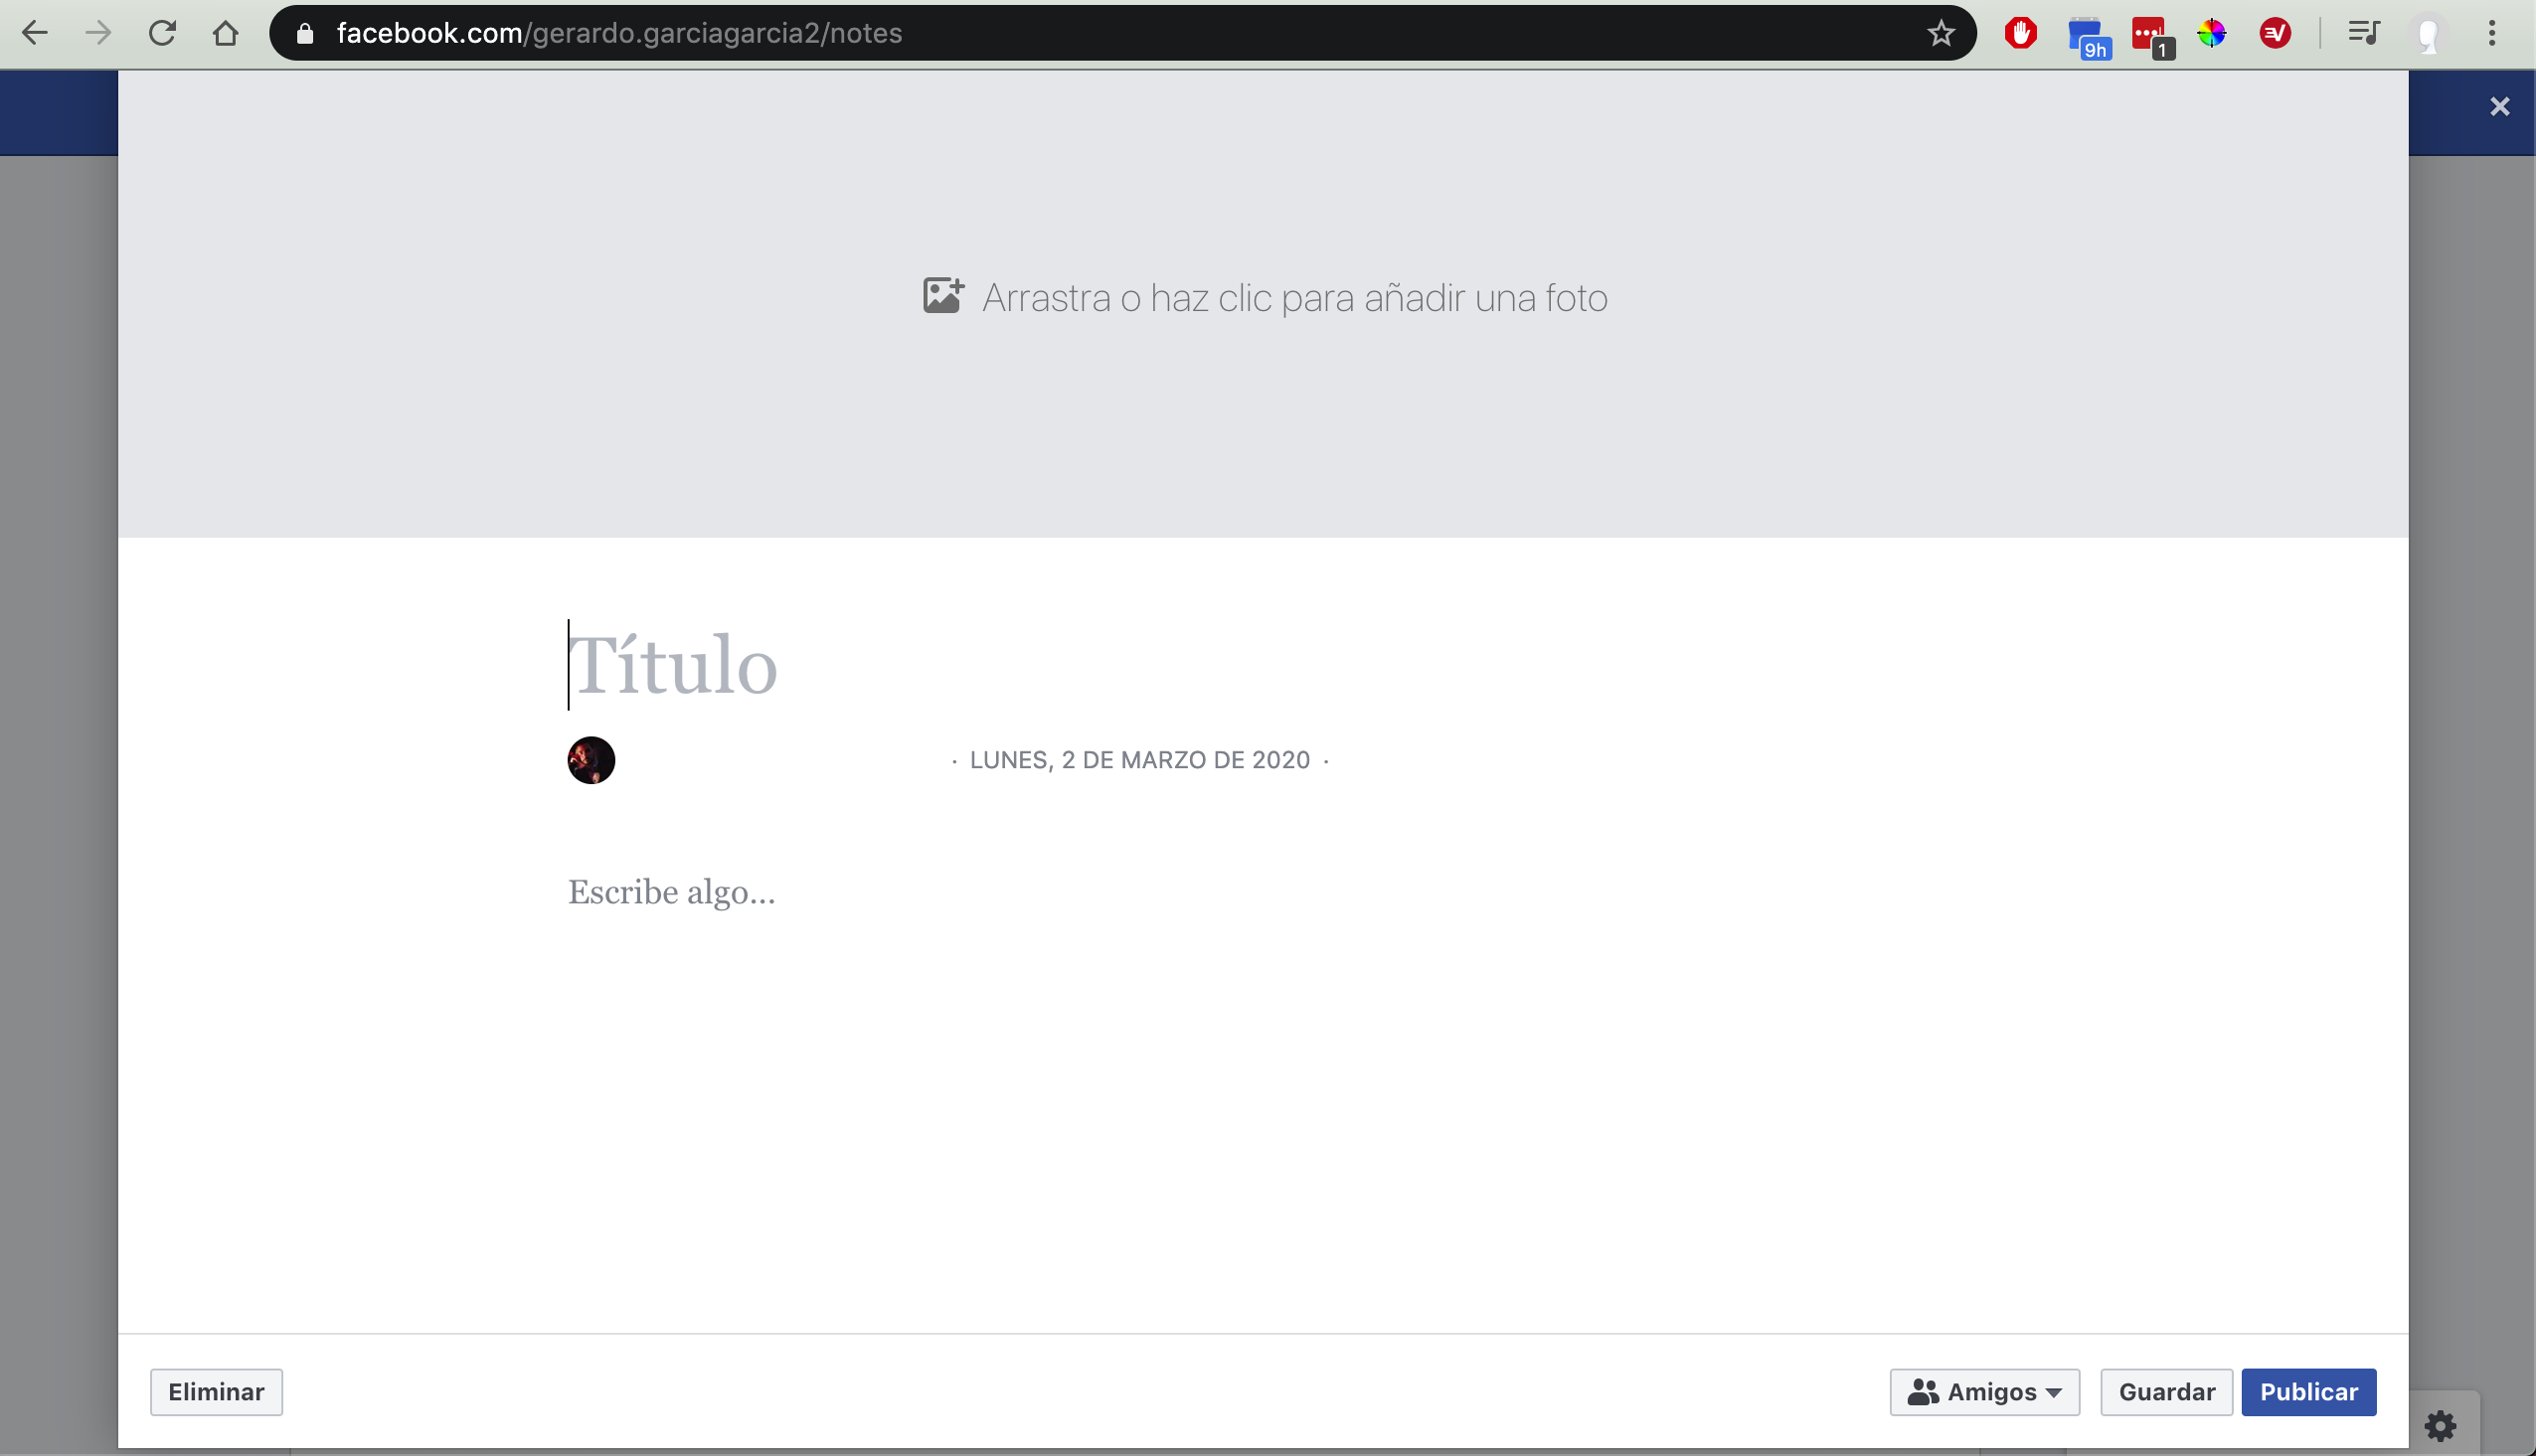 facebook.com/gerardo.garciagarcia2/notes
9h
1
Arrastra o haz clic para añadir una foto
Título
· LUNES, 2 DE MARZO DE 2020 ·
Escribe algo...
Eliminar
Amigos
Guardar
Publicar